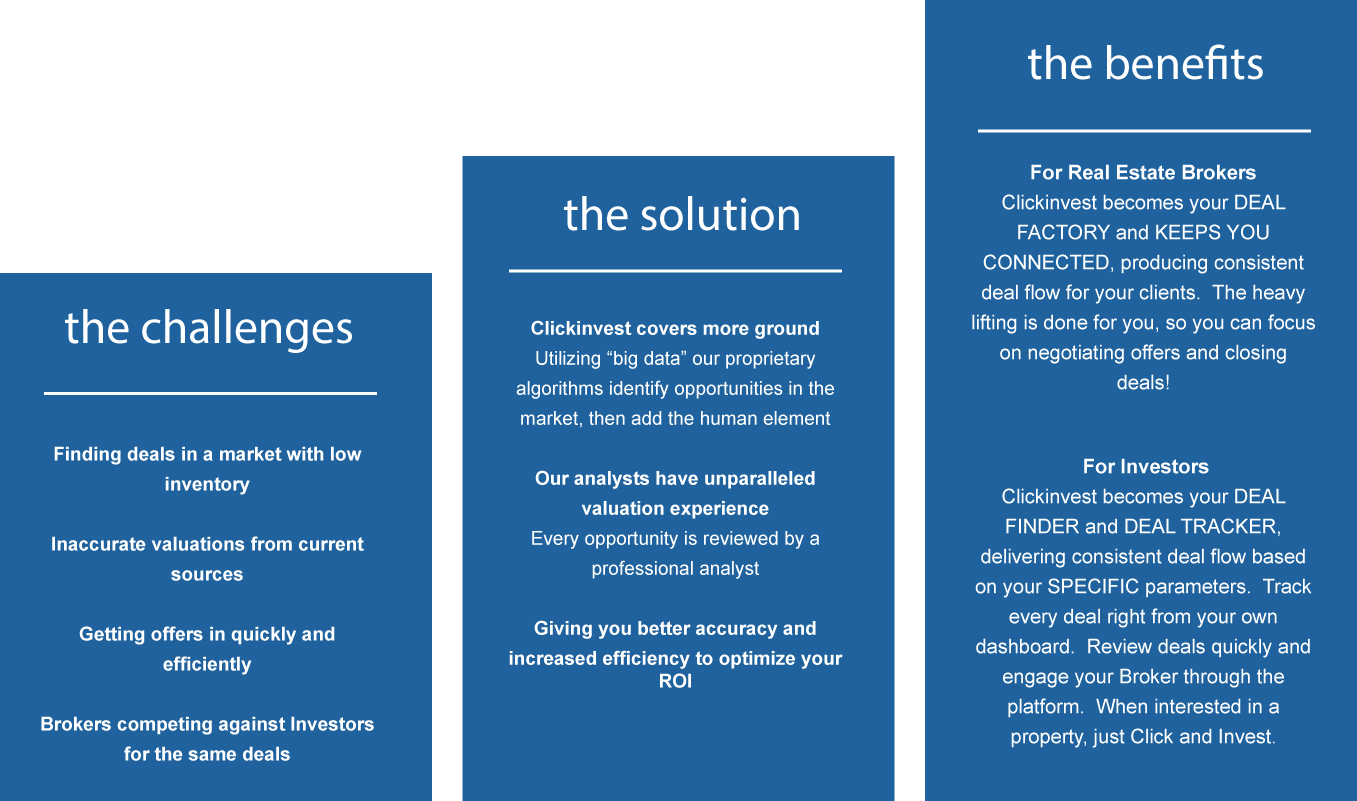 the challenges
Finding deals in a market with low
inventory
Inaccurate valuations from current
sources
Getting offers in quickly and
efficiently
Brokers competing against Investors
for the same deals
the solution
Clickinvest covers more ground
Utilizing “big data” our proprietary
algorithms identify opportunities in the
market, then add the human element
Our analysts have unparalleled
valuation experience
Every opportunity is reviewed by a
professional analyst
Giving you better accuracy and
increased efficiency to optimize your
ROI
the benefits
For Real Estate Brokers
Clickinvest becomes your DEAL
FACTORY and KEEPS YOU
CONNECTED, producing consistent
deal flow for your clients.  The heavy
lifting is done for you, so you can focus
on negotiating offers and closing
deals!
For Investors
Clickinvest becomes your DEAL
FINDER and DEAL TRACKER,
delivering consistent deal flow based
on your SPECIFIC parameters.  Track
every deal right from your own
dashboard.  Review deals quickly and
engage your Broker through the
platform.  When interested in a
property, just Click and Invest.